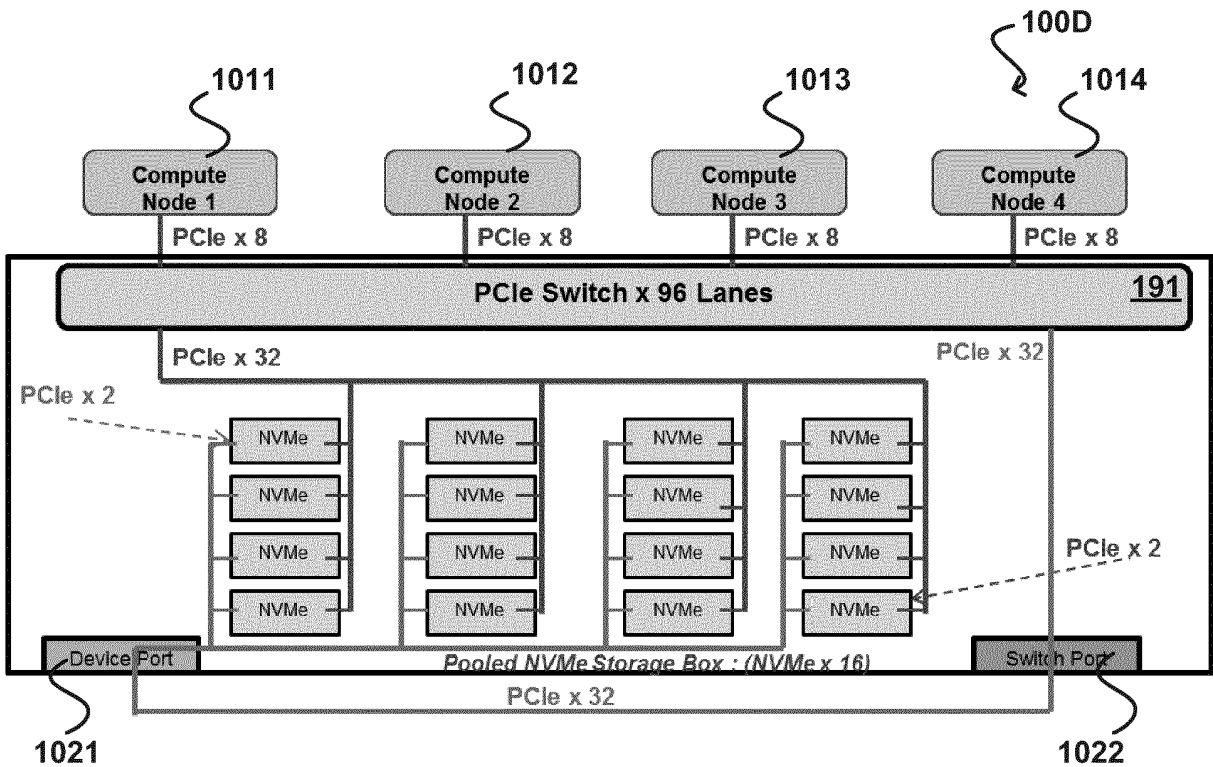 100D
1011
1012
1013
1014
Compute
Node 1
Compute
Node 2
Compute
Node 3
Compute
Node 4
PCIe x 8
PCIe x 8
PCIe x 8
PCIe x 8
PCIe Switch x 96 Lanes
191
PCIe x 32
PCIe x 32
PCIe x 2
NVMe
NVMe
NVMe
NVMe
NVMe
NVMe
NVMe
NVMe
NVMe
NVMe
NVMe
NVMe
PCIe x 2
NVMe
NVMe
NVMe
NVMe
Device Port
Pooled NVMe Storage Box : (NVMe x 16)
Switch Port
PCIe x 32
1021
1022